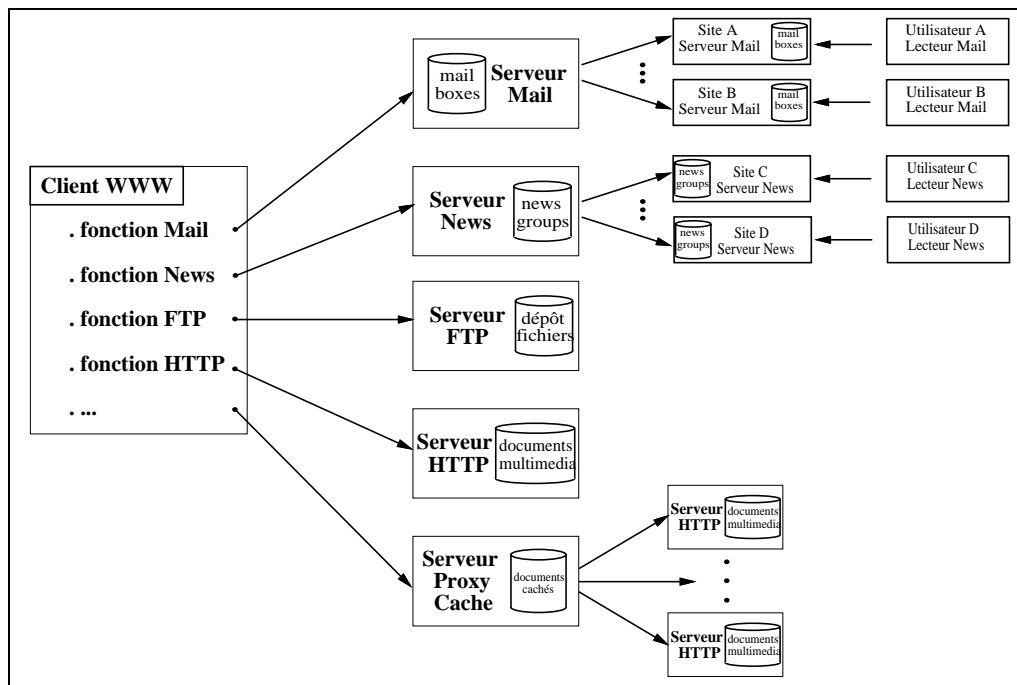 Client WWW
. fonction Mail
. fonction News
. fonction FTP
. fonction HTTP
. ...
mail
boxes
Serveur
Mail
Site A
Serveur Mail
mail
boxes
Utilisateur A
Lecteur Mail
Site B
Serveur Mail
mail
boxes
Utilisateur B
Lecteur Mail
Serveur
News
news
groups
news
groups
Site C
Serveur News
Utilisateur C
Lecteur News
news
groups
Site D
Serveur News
Utilisateur D
Lecteur News
Serveur
FTP
dépôt
fichiers
Serveur
HTTP
documents
multimedia
Serveur
Proxy
Cache
documents
cachés
Serveur
HTTP
documents
multimedia
Serveur
HTTP
documents
multimedia